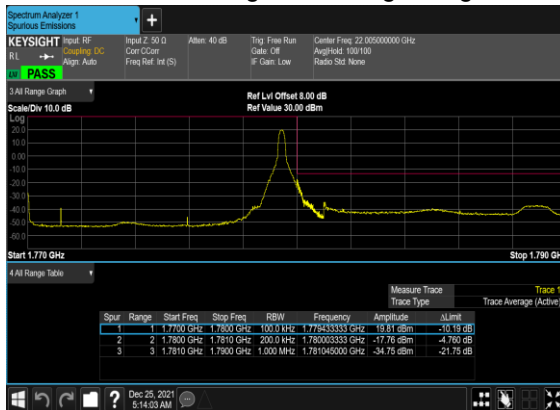 Spectrum Analyzer 1
Spurious Emissions
KEYSIGHT Input: RF Input Z: 50 Ω Atten: 40 dB Trig: Free Run Center Freq: 22.005000000 GHz
RL Coupling: DC Corr CCorr Gate: Off Avg|Hold: 100/100
Align: Auto Freq Ref: Int (S) IF Gain: Low Radio Std: None
PASS
3 All Range Graph
Ref Lvl Offset 8.00 dB
Scale/Div 10.0 dB Ref Value 30.00 dBm
Log
20.0
10.0
0.00
-10.0
-20.0
-30.0
-40.0
-50.0
-60.0
Start 1.770 GHz Stop 1.790 GH
4 All Range Table
Measure Trace Trace 1
Trace Type Trace Average (Active)
Spur Range Start Freq Stop Freq RBW Frequency Amplitude ΔLimit
1 1 1.7700 GHz 1.7800 GHz 100.0 kHz 1.779433333 GHz 19.81 dBm -10.19 dB
2 2 1.7800 GHz 1.7810 GHz 200.0 kHz 1.780003333 GHz -17.76 dBm -4.760 dB
3 3 1.7810 GHz 1.7900 GHz 1.000 MHz 1.781045000 GHz -34.75 dBm -21.75 dB
Dec 25, 2021
5:14:03 AM